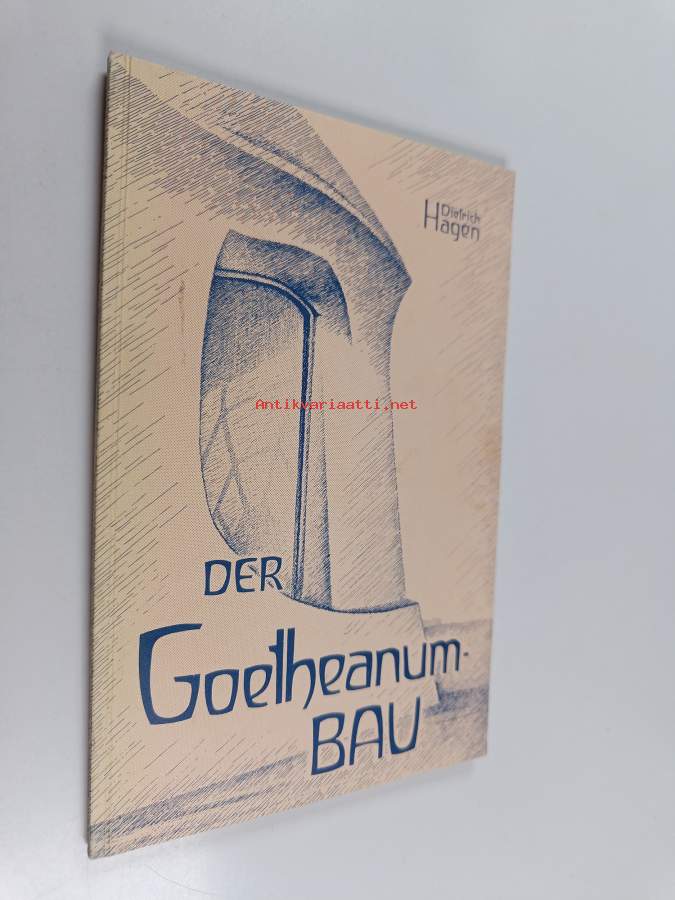 Dietrich
Hagen
Antikvariaatti.net
DER
Goetheanum-
BAU